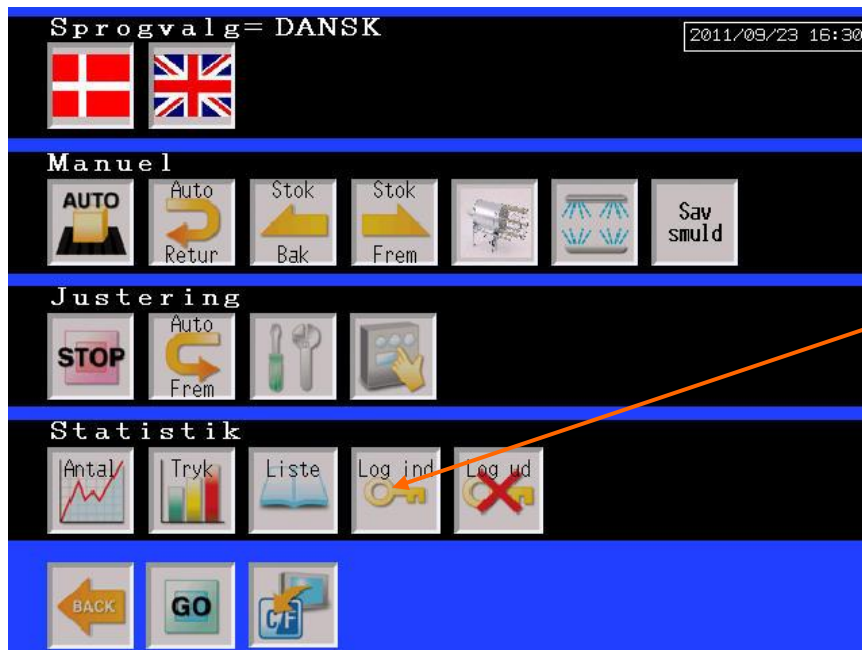 Sprogvalg= DANSK
2011/09/23 16:30
Manuel
AUTO
Auto
Retur
Stok
Bak
Stok
Frem
Sav
smuld
Justering
STOP
Auto
Frem
Statistik
Antal
Tryk
Liste
Log ind
Log ud
BACK
GO
C/F